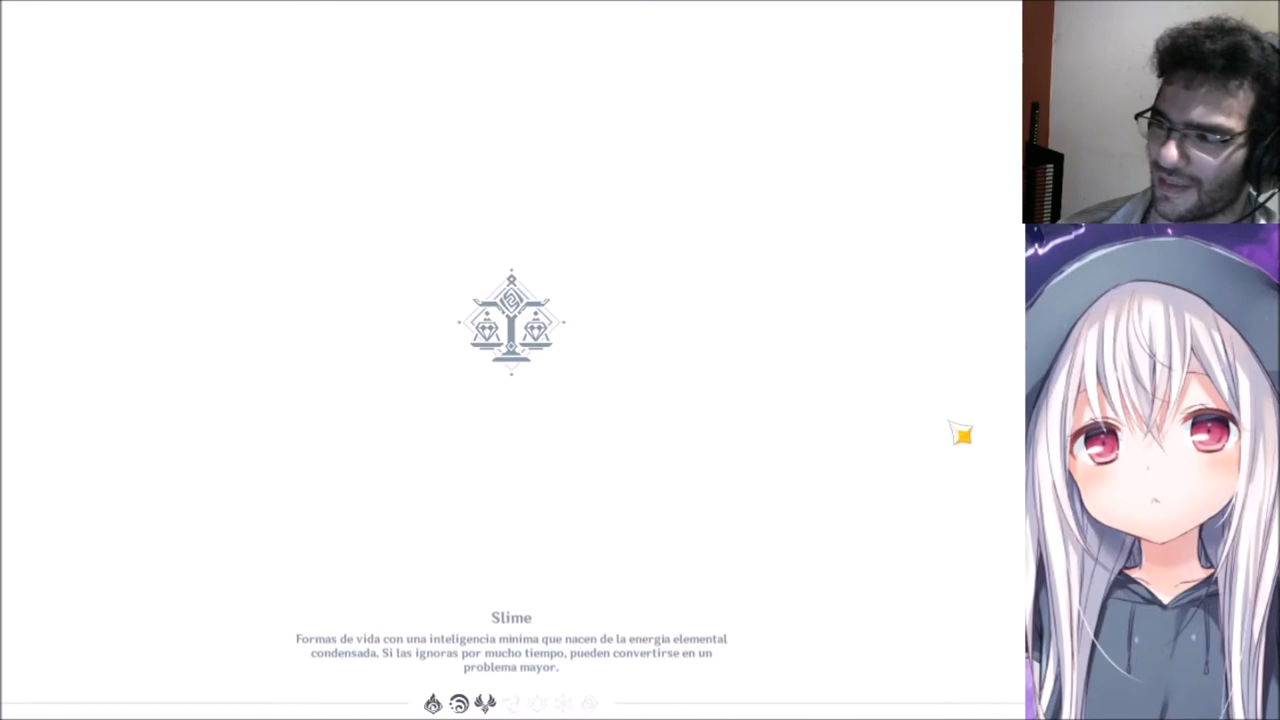 Slime
Formas de vida con una inteligencia mínima que nacen de la energía elemental
condensada. Si las ignoras por mucho tiempo, pueden convertirse en un
problema mayor.